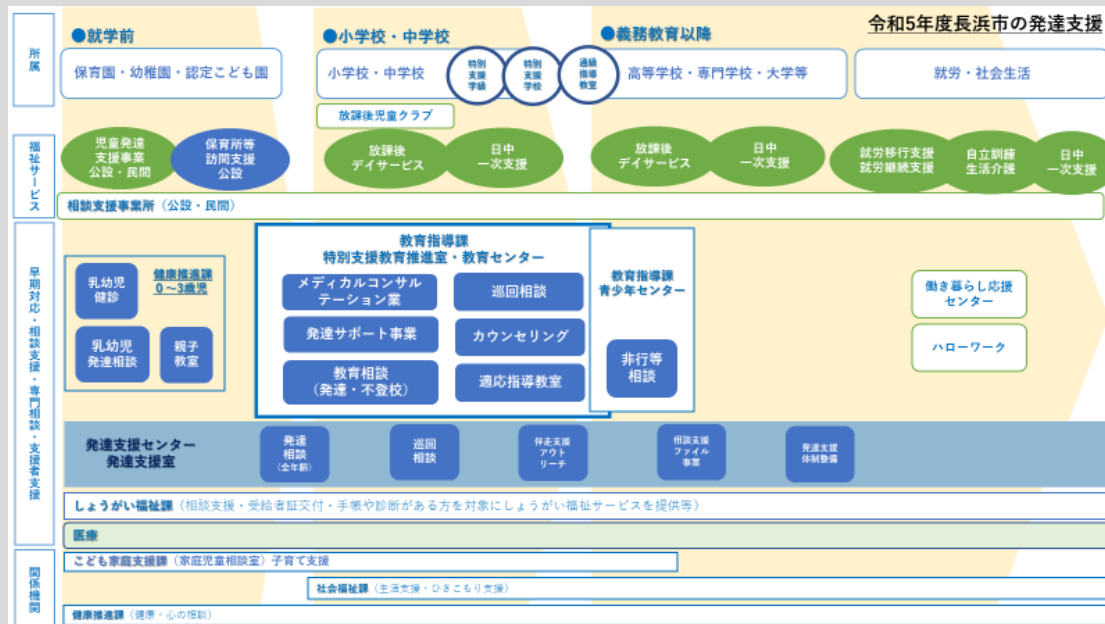 令和5年度長浜市の発達支援
所属
●就学前
●小学校・中学校
●義務教育以降
保育園・幼稚園・認定こども園
小学校・中学校
特別
支援
学級
特別
支援
学校
通級
指導
教室
高等学校・専門学校・大学等
就労・社会生活
放課後児童クラブ
福祉サービス
児童発達
支援事業
公設・民間
保育所等
訪問支援
公設
放課後
デイサービス
日中
一次支援
放課後
デイサービス
日中
一次支援
就労移行支援
就労継続支援
自立訓練
生活介護
日中
一次支援
相談支援事業所（公設・民間）
早期対応・相談支援・専門相談・支援者支援
乳幼児
健診
健康推進課
0～3歳児
乳幼児
発達相談
親子
教室
教育指導課
特別支援教育推進室・教育センター
メディカルコンサル
テーション業
巡回相談
発達サポート事業
カウンセリング
教育相談
（発達・不登校）
適応指導教室
教育指導課
青少年センター
非行等
相談
働き暮らし応援
センター
ハローワーク
発達支援センター
発達支援室
発達
相談
（全年齢）
巡回
相談
伴走支援
アウト
リーチ
相談支援
ファイル
事業
発達支援
体制整備
しょうがい福祉課（相談支援・受給者証交付・手帳や診断がある方を対象にしょうがい福祉サービスを提供等）
医療
関係機関
こども家庭支援課（家庭児童相談室）子育て支援
社会福祉課（生活支援・ひきこもり支援）
健康推進課（健康・心の相談）